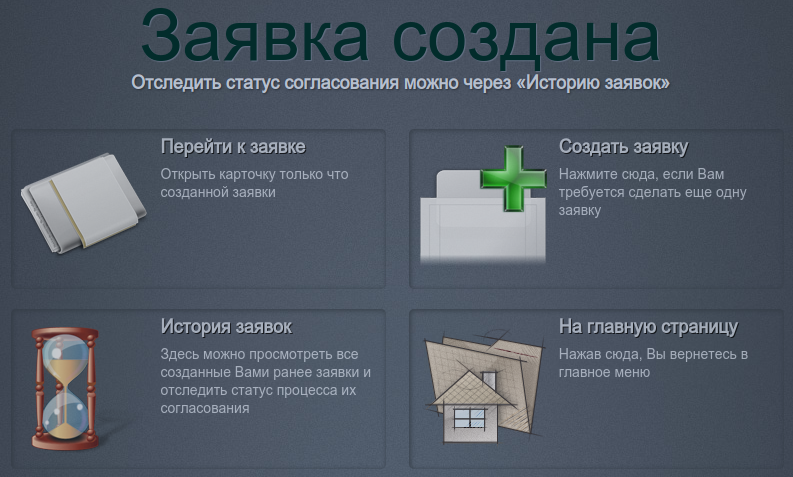 Заявка создана
Отследить статус согласования можно через «Историю заявок»
Перейти к заявке
Открыть карточку только что
созданной заявки
Создать заявку
Нажмите сюда, если Вам
требуется сделать еще одну
заявку
История заявок
Здесь можно просмотреть все
созданные Вами ранее заявки и
отследить статус процесса их
согласования
На главную страницу
Нажав сюда, Вы вернетесь в
главное меню